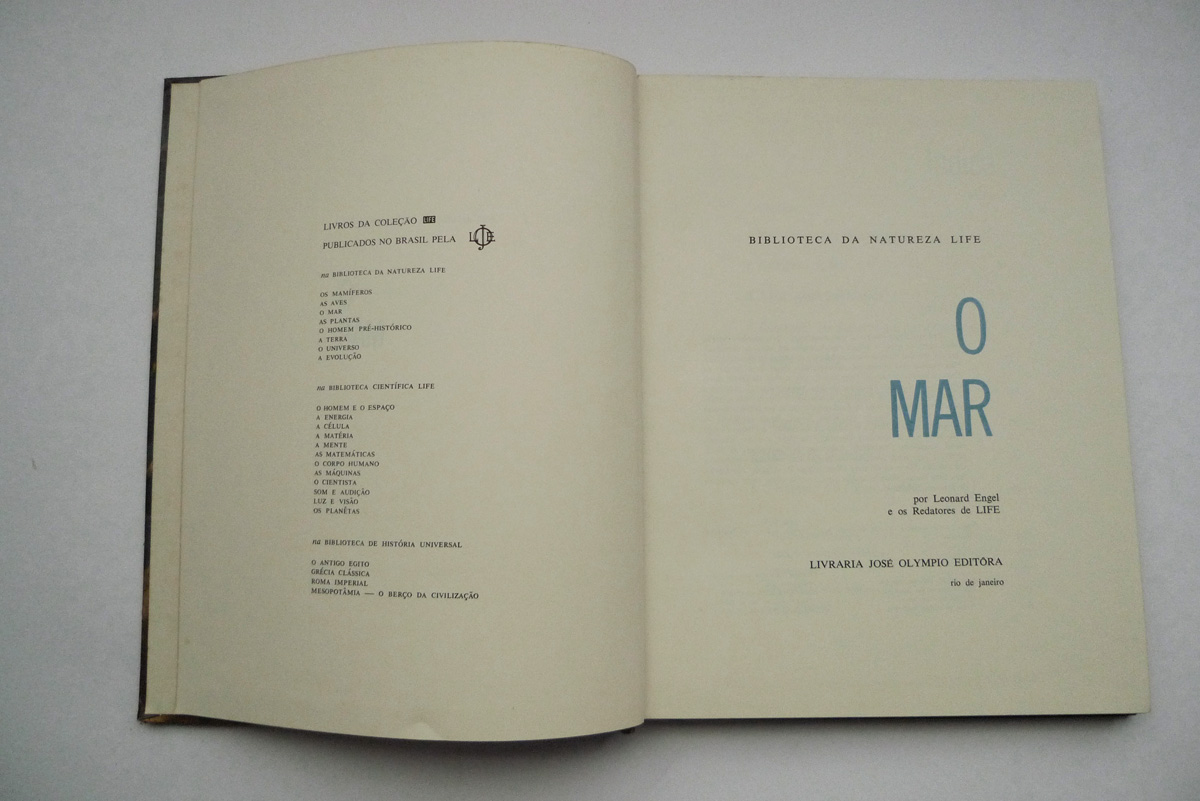 LIVROS DA COLEÇÃO LIFE
PUBLICADOS NO BRASIL PELA
na BIBLIOTECA DA NATUREZA LIFE
OS MAMÍFEROS
AS AVES
O MAR
AS PLANTAS
O HOMEM PRÉ-HISTÓRICO
A TERRA
O UNIVERSO
A EVOLUÇÃO
na BIBLIOTECA CIENTÍFICA LIFE
O HOMEM E O ESPAÇO
A ENERGIA
A CÉLULA
A MATÉRIA
A MENTE
AS MATEMÁTICAS
O CORPO HUMANO
AS MÁQUINAS
O CIENTISTA
SOM E AUDIÇÃO
LUZ E VISÃO
OS PLANÊTAS
na BIBLIOTECA DE HISTÓRIA UNIVERSAL
O ANTIGO EGITO
GRÉCIA CLÁSSICA
ROMA IMPERIAL
MESOPOTÂMIA — O BERÇO DA CIVILIZAÇÃO
BIBLIOTECA DA NATUREZA LIFE
O
MAR
por Leonard Engel
e os Redatores de LIFE
LIVRARIA JOSÉ OLYMPIO EDITÔRA
rio de janeiro